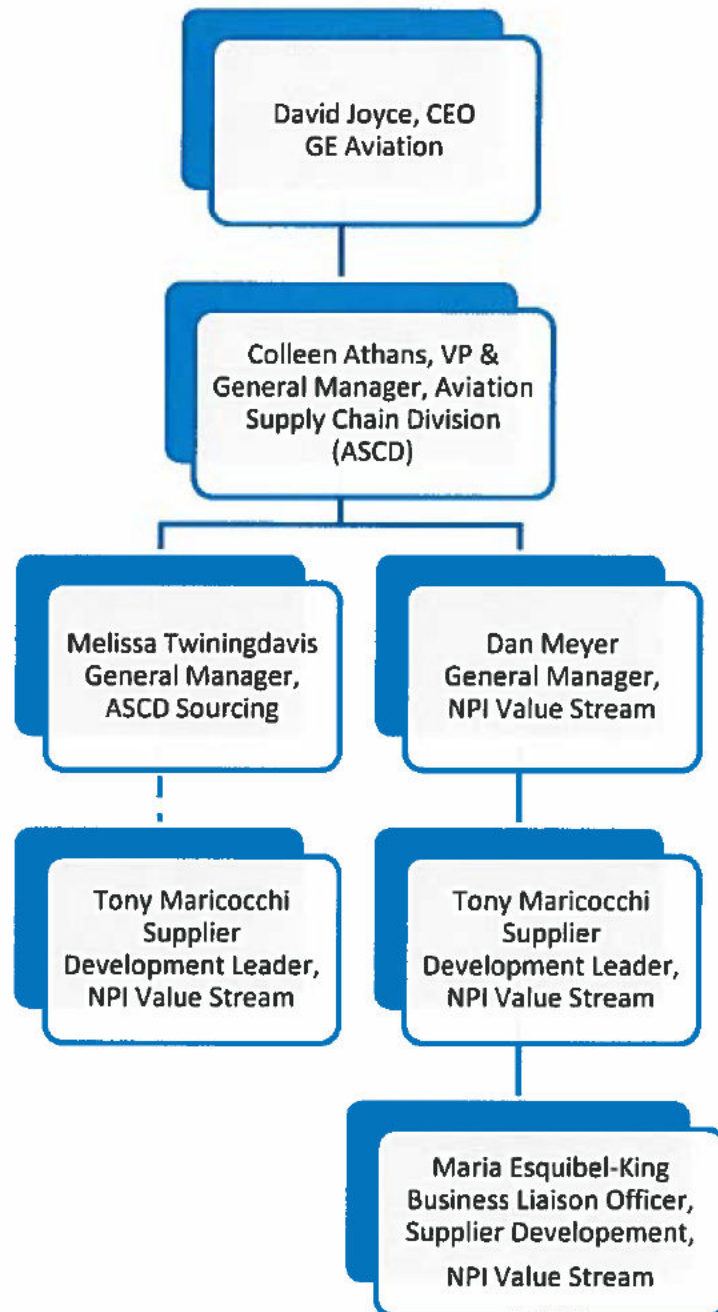 David Joyce, CEO
GE Aviation
Colleen Athans, VP &
General Manager, Aviation
Supply Chain Division
(ASCD)
Melissa Twiningdavis
General Manager,
ASCD Sourcing
Dan Meyer
General Manager,
NPI Value Stream
Tony Maricocchi
Supplier
Development Leader,
NPI Value Stream
Tony Maricocchi
Supplier
Development Leader,
NPI Value Stream
Maria Esquibel-King
Business Liaison Officer,
Supplier Developement,
NPI Value Stream